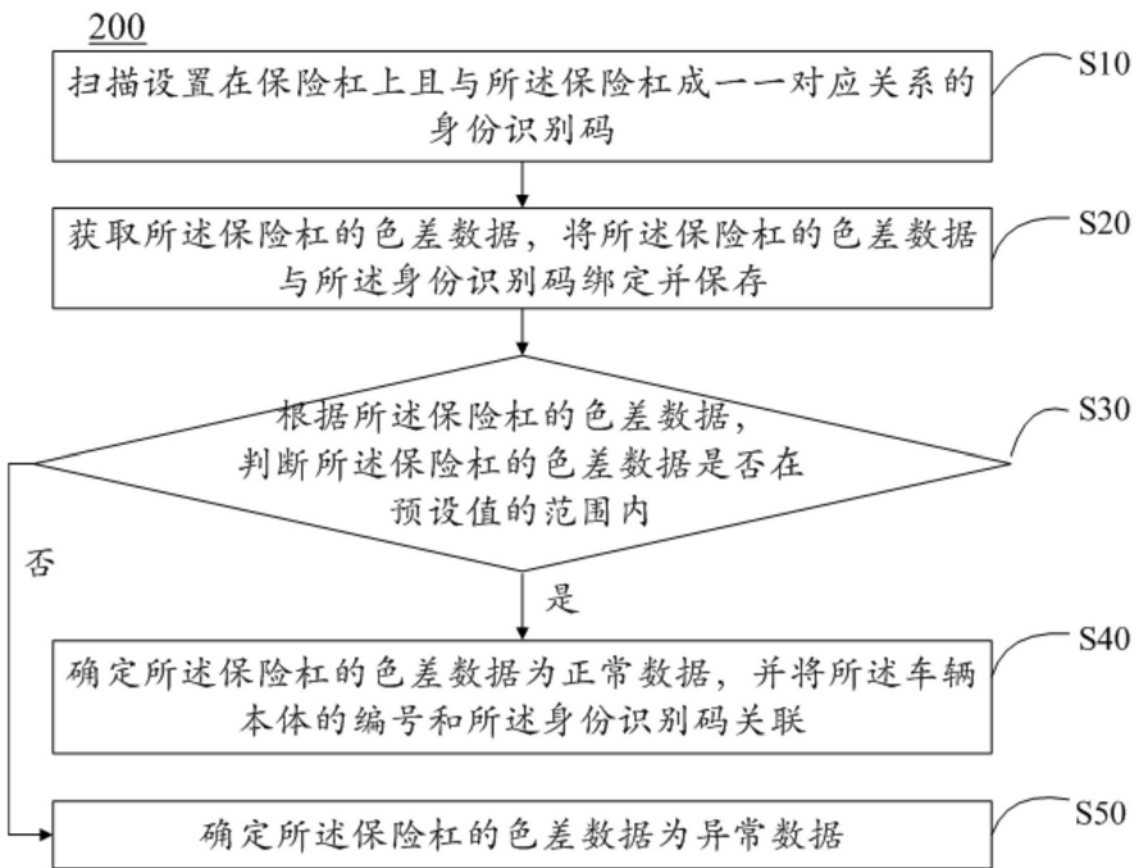 200
扫描设置在保险杠上且与所述保险杠成一一对应关系的
身份识别码
S10
获取所述保险杠的色差数据，将所述保险杠的色差数据
与所述身份识别码绑定并保存
S20
根据所述保险杠的色差数据，
判断所述保险杠的色差数据是否在
预设值的范围内
S30
否
是
确定所述保险杠的色差数据为正常数据，并将所述车辆
本体的编号和所述身份识别码关联
S40
确定所述保险杠的色差数据为异常数据
S50